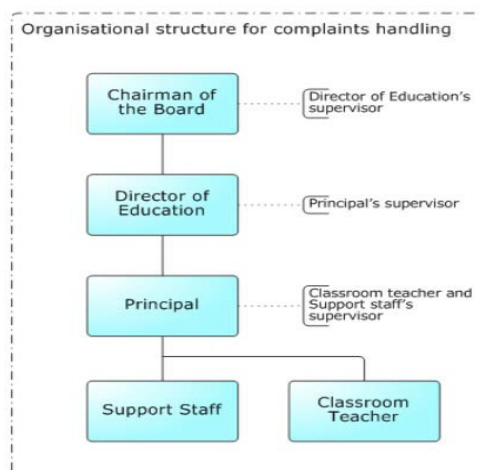 Organisational structure for complaints handling
Chairman of
the Board
Director of Education's
supervisor
Director of
Education
Principal's supervisor
Principal
Classroom teacher and
Support staff's
supervisor
Support Staff
Classroom
Teacher